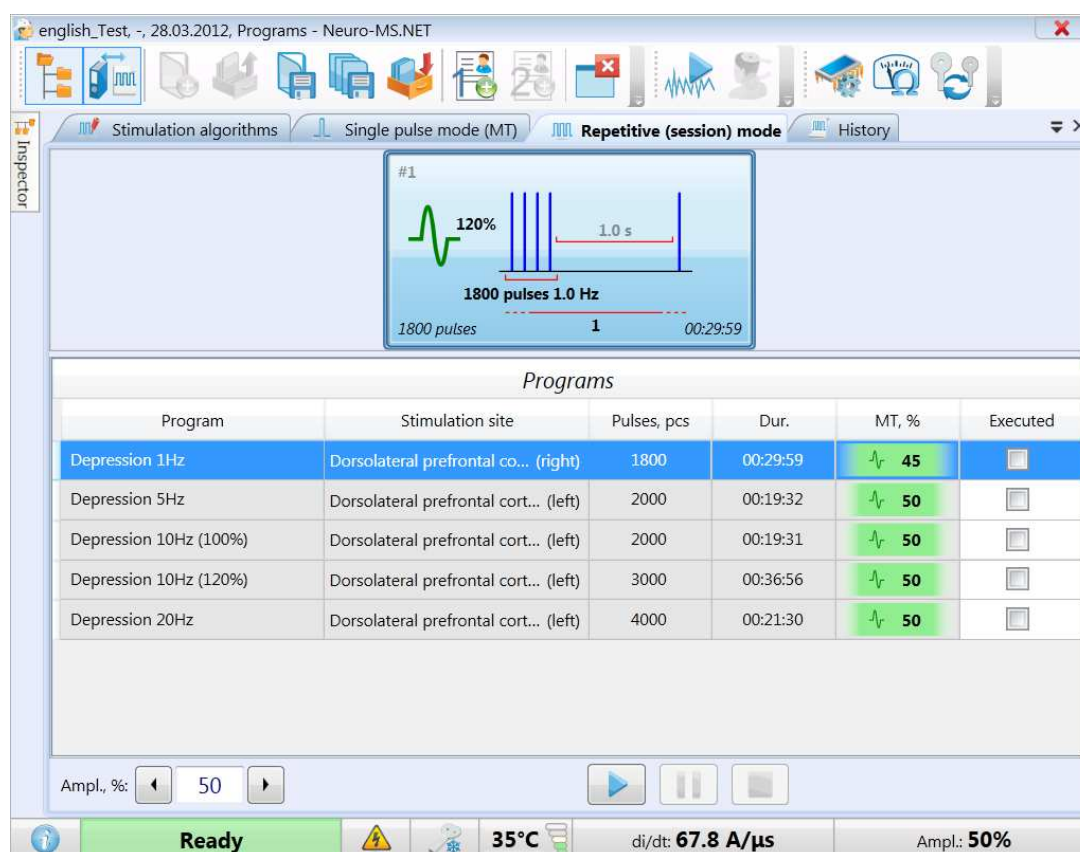 english_Test, -, 28.03.2012, Programs - Neuro-MS.NET
Inspector
Stimulation algorithms Single pulse mode (MT) Repetitive (session) mode History
#1
120%
1.0 s
1800 pulses 1.0 Hz
1800 pulses 1 00:29:59
Programs
Program Stimulation site Pulses, pcs Dur. MT, % Executed
Depression 1Hz Dorsolateral prefrontal co... (right) 1800 00:29:59 45
Depression 5Hz Dorsolateral prefrontal cort... (left) 2000 00:19:32 50
Depression 10Hz (100%) Dorsolateral prefrontal cort... (left) 2000 00:19:31 50
Depression 10Hz (120%) Dorsolateral prefrontal cort... (left) 3000 00:36:56 50
Depression 20Hz Dorsolateral prefrontal cort... (left) 4000 00:21:30 50
Ampl., %: 50
Ready 35°C di/dt: 67.8 A/µs Ampl.: 50%